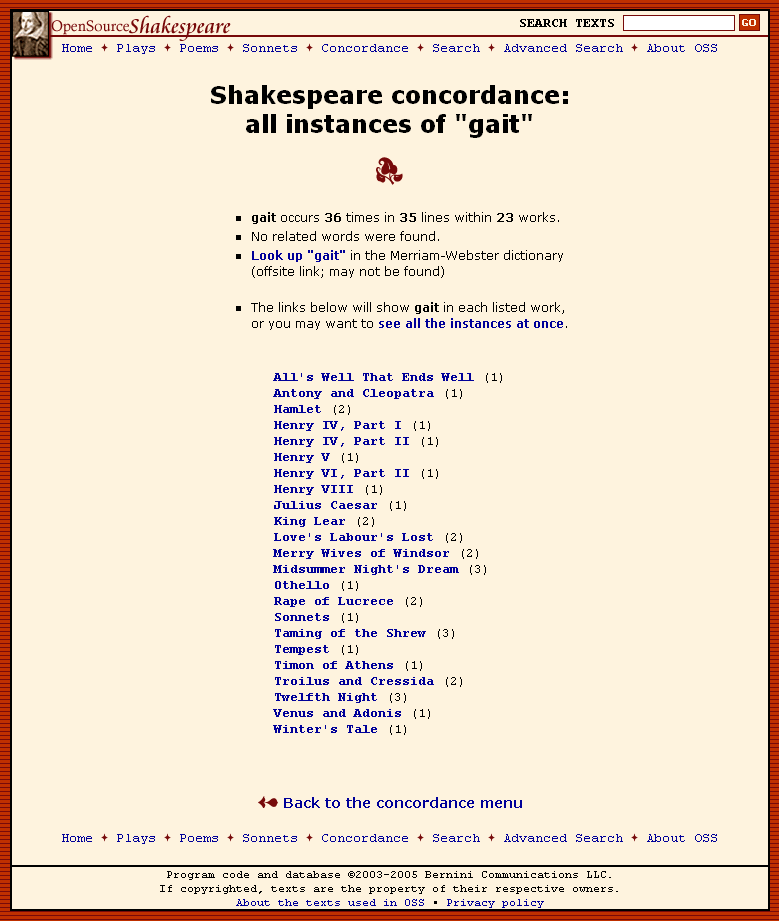 OpenSourceShakespeare SEARCH TEXTS GO
Home ✦ Plays ✦ Poems ✦ Sonnets ✦ Concordance ✦ Search ✦ Advanced Search ✦ About OSS
Shakespeare concordance:
all instances of "gait"
▪ gait occurs 36 times in 35 lines within 23 works.
▪ No related words were found.
▪ Look up "gait" in the Merriam-Webster dictionary
(offsite link; may not be found)
▪ The links below will show gait in each listed work,
or you may want to see all the instances at once.
All's Well That Ends Well (1)
Antony and Cleopatra (1)
Hamlet (2)
Henry IV, Part I (1)
Henry IV, Part II (1)
Henry V (1)
Henry VI, Part II (1)
Henry VIII (1)
Julius Caesar (1)
King Lear (2)
Love's Labour's Lost (2)
Merry Wives of Windsor (2)
Midsummer Night's Dream (3)
Othello (1)
Rape of Lucrece (2)
Sonnets (1)
Taming of the Shrew (3)
Tempest (1)
Timon of Athens (1)
Troilus and Cressida (2)
Twelfth Night (3)
Venus and Adonis (1)
Winter's Tale (1)
Back to the concordance menu
Home ✦ Plays ✦ Poems ✦ Sonnets ✦ Concordance ✦ Search ✦ Advanced Search ✦ About OSS
Program code and database ©2003-2005 Bernini Communications LLC.
If copyrighted, texts are the property of their respective owners.
About the texts used in OSS • Privacy policy